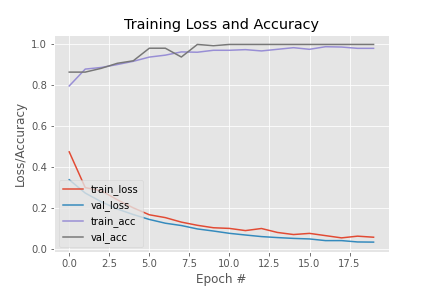 Training Loss and Accuracy
Loss/Accuracy
1.0
0.8
0.6
0.4
0.2
0.0
train_loss
val_loss
train_acc
val_acc
0.0 2.5 5.0 7.5 10.0 12.5 15.0 17.5
Epoch #